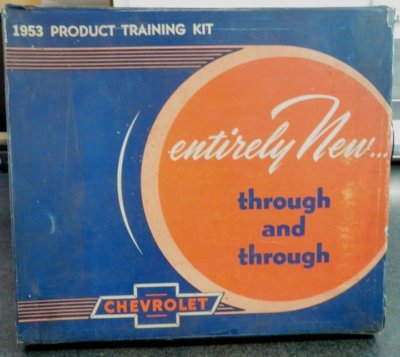 1953 PRODUCT TRAINING KIT
entirely New...
through
and
through
CHEVROLET